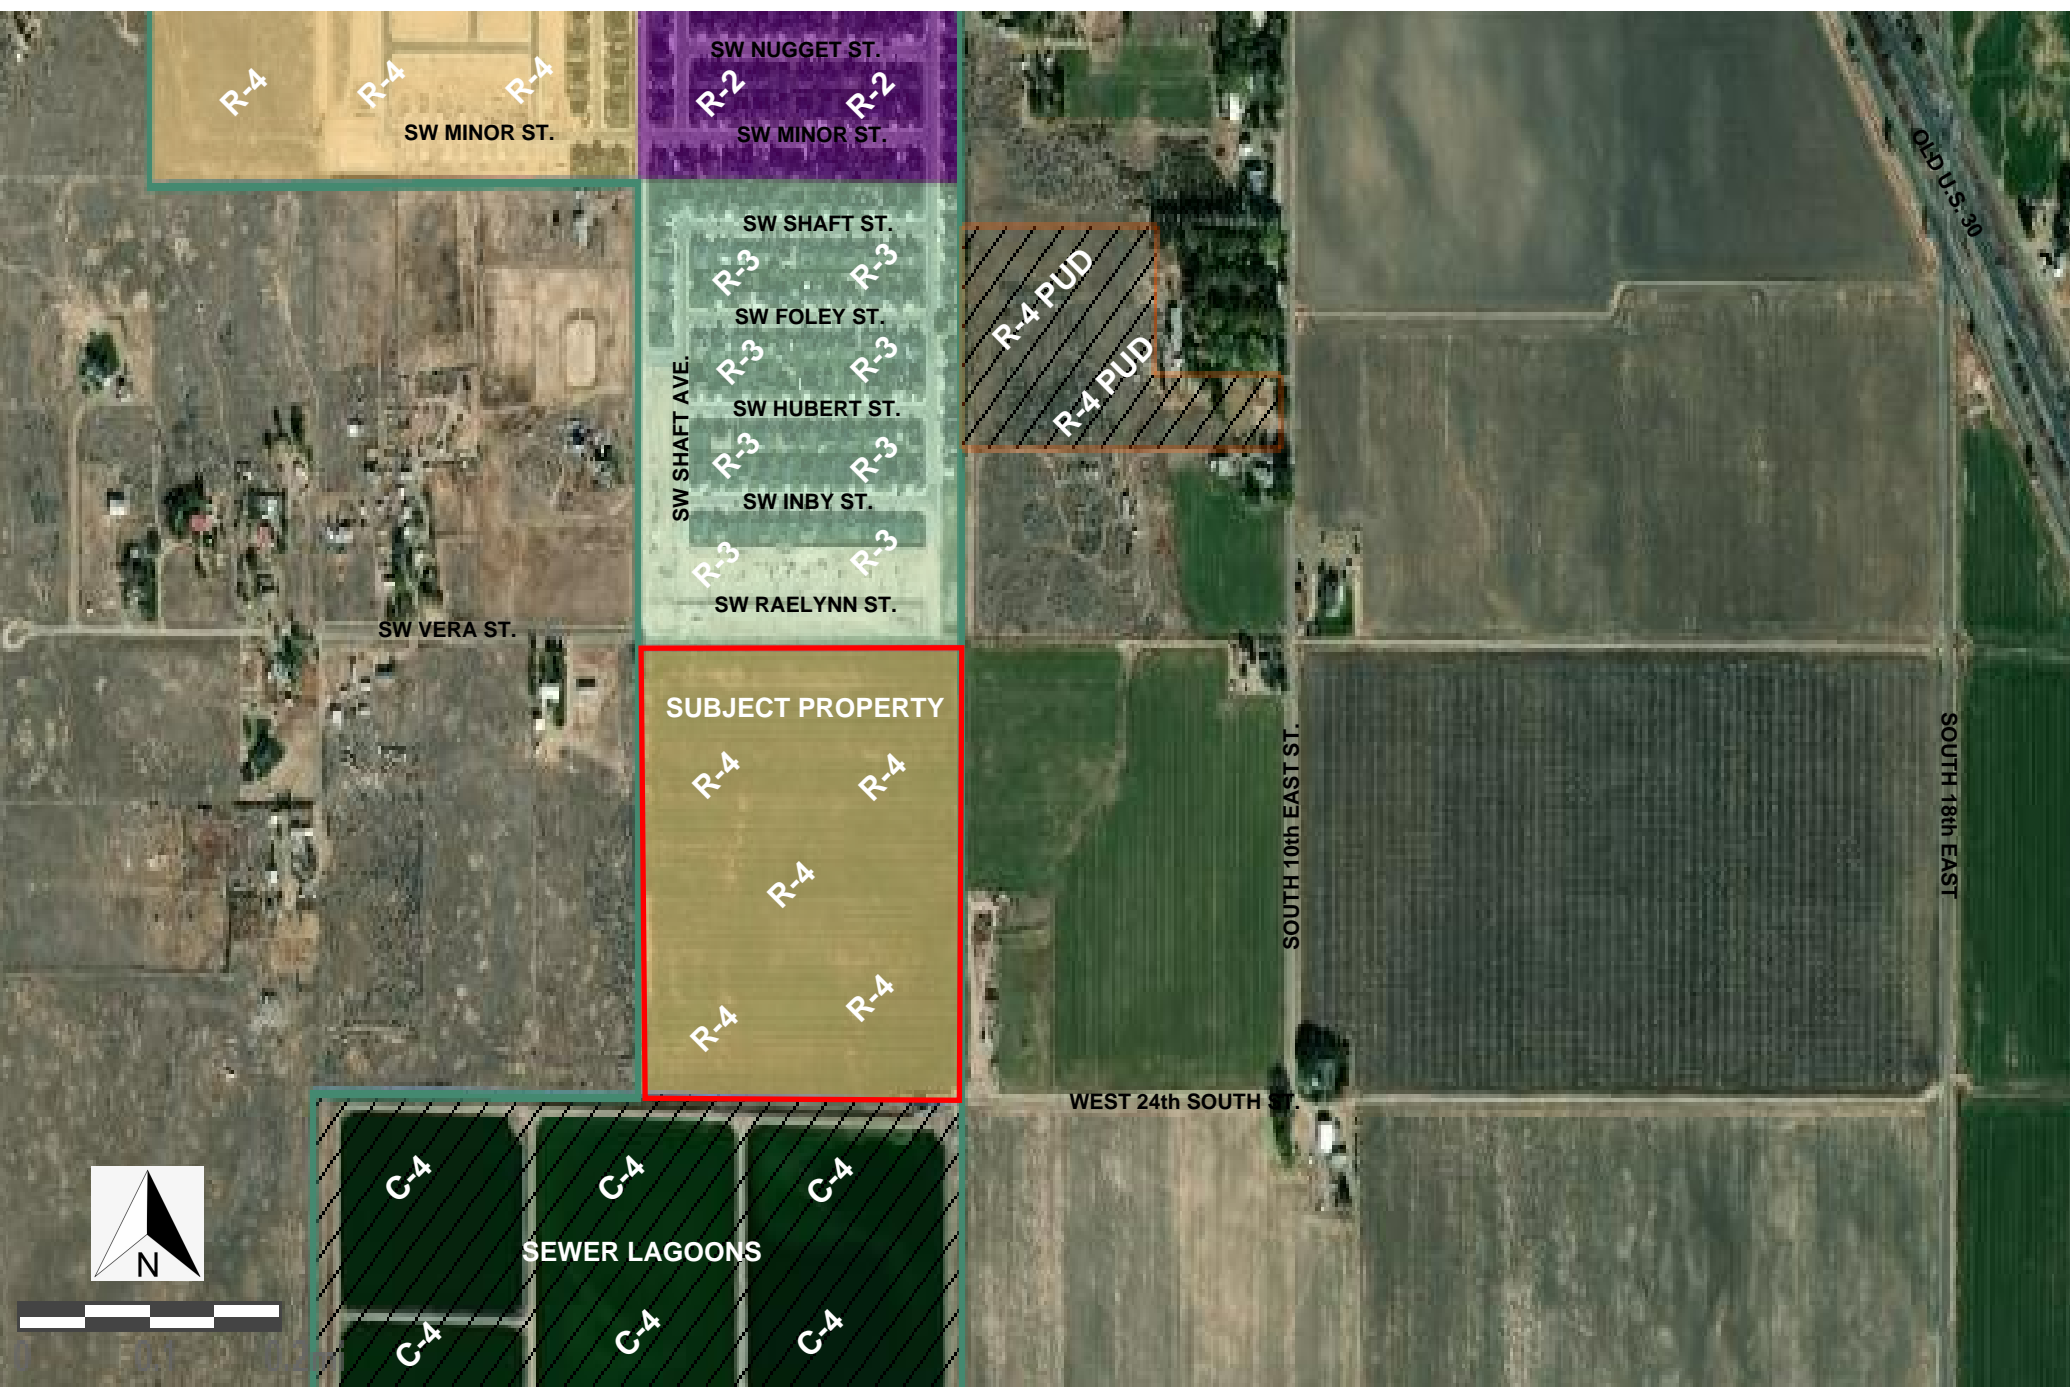 SW NUGGET ST.
R-4
R-4
R-4
R-2
R-2
SW MINOR ST.
SW MINOR ST.
OLD U.S. 30
SW SHAFT ST.
R-3
R-3
R-4 PUD
SW FOLEY ST.
R-3
R-3
R-4 PUD
SW SHAFT AVE.
SW HUBERT ST.
R-3
R-3
SW INBY ST.
R-3
R-3
SW RAELYNN ST.
SW VERA ST.
SUBJECT PROPERTY
R-4
R-4
SOUTH 10th EAST ST.
SOUTH 18th EAST
R-4
R-4
R-4
WEST 24th SOUTH ST.
C-4
C-4
C-4
SEWER LAGOONS
N
C-4
C-4
C-4